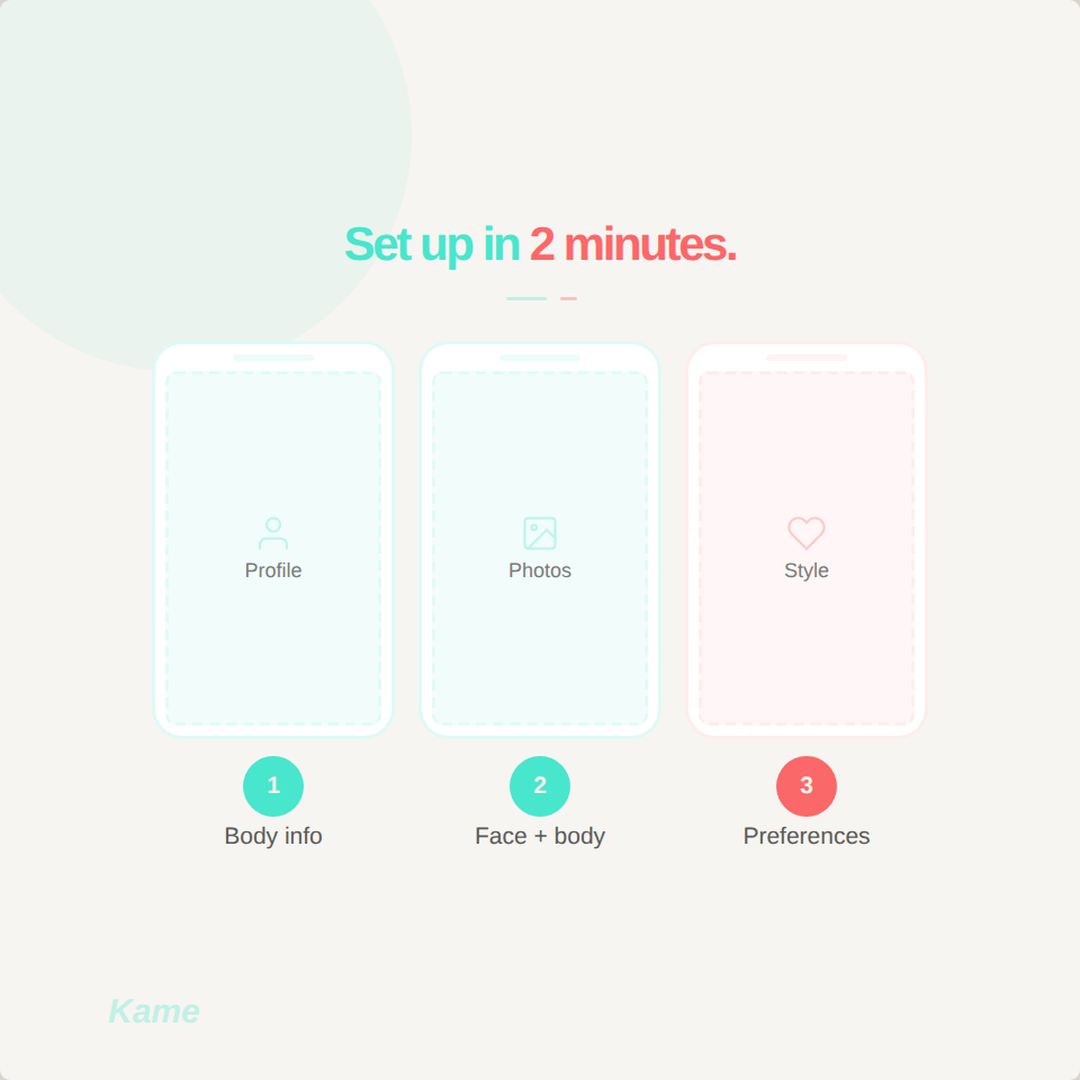 Set up in 2 minutes.
Profile
Photos
Style
1
2
3
Body info
Face + body
Preferences
Kame